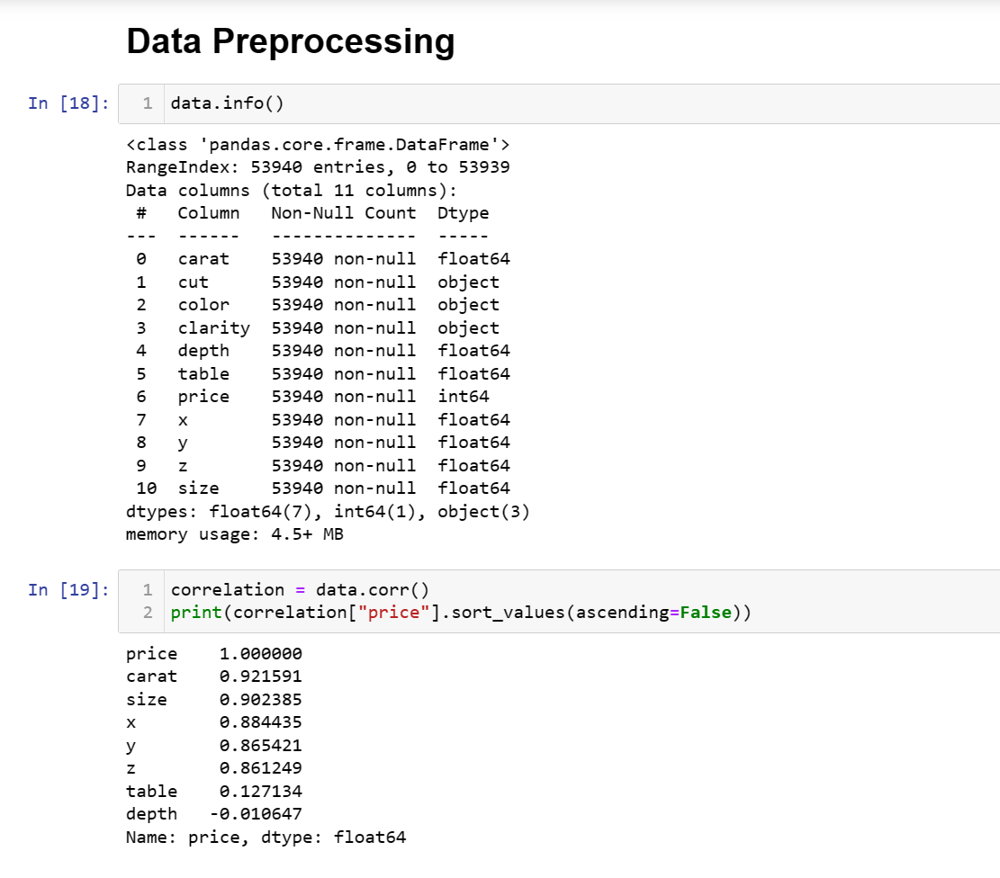 Data Preprocessing
In [18]: 1 data.info()
<class 'pandas.core.frame.DataFrame'>
RangeIndex: 53940 entries, 0 to 53939
Data columns (total 11 columns):
 #   Column   Non-Null Count  Dtype
---  ------   --------------  -----
 0   carat    53940 non-null  float64
 1   cut      53940 non-null  object
 2   color    53940 non-null  object
 3   clarity  53940 non-null  object
 4   depth    53940 non-null  float64
 5   table    53940 non-null  float64
 6   price    53940 non-null  int64
 7   x        53940 non-null  float64
 8   y        53940 non-null  float64
 9   z        53940 non-null  float64
 10  size     53940 non-null  float64
dtypes: float64(7), int64(1), object(3)
memory usage: 4.5+ MB
In [19]: 1 correlation = data.corr()
2 print(correlation["price"].sort_values(ascending=False))
price    1.000000
carat    0.921591
size     0.902385
x        0.884435
y        0.865421
z        0.861249
table    0.127134
depth   -0.010647
Name: price, dtype: float64